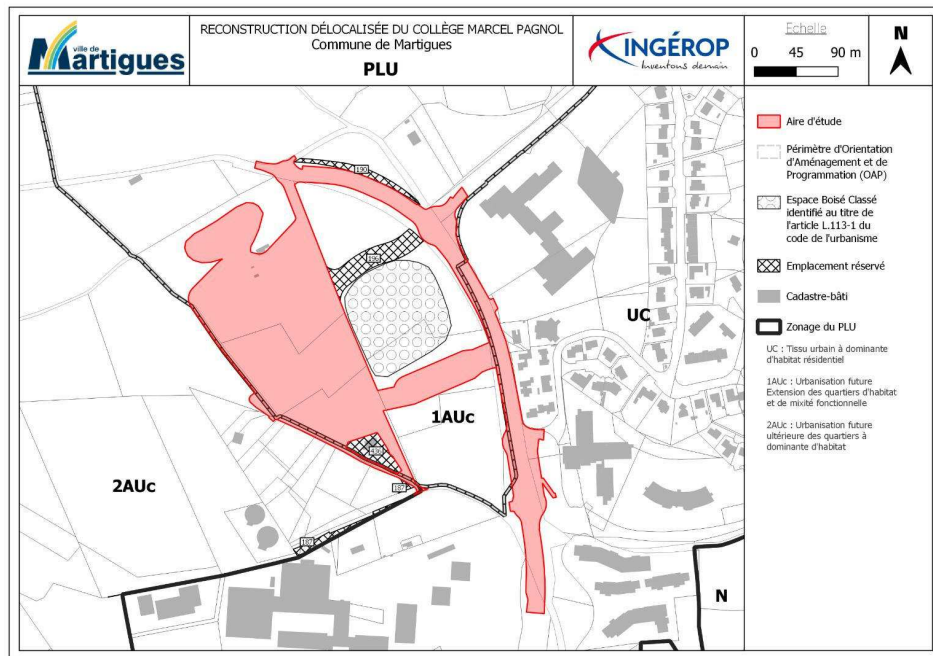 ville de
Martigues
RECONSTRUCTION DÉLOCALISÉE DU COLLÈGE MARCEL PAGNOL
Commune de Martigues
PLU
INGÉROP
Inventons demain
Echelle
0 45 90 m
N
Aire d'étude
Périmètre d'Orientation
d'Aménagement et de
Programmation (OAP)
Espace Boisé Classé
identifié au titre de
l'article L.113-1 du
code de l'urbanisme
Emplacement réservé
Cadastre-bâti
Zonage du PLU
UC : Tissu urbain à dominante
d'habitat résidentiel
1AUc : Urbanisation future
Extension des quartiers d'habitat
et de mixité fonctionnelle
2AUc : Urbanisation future
ultérieure des quartiers à
dominante d'habitat
UC
1AUc
2AUc
187
187
N